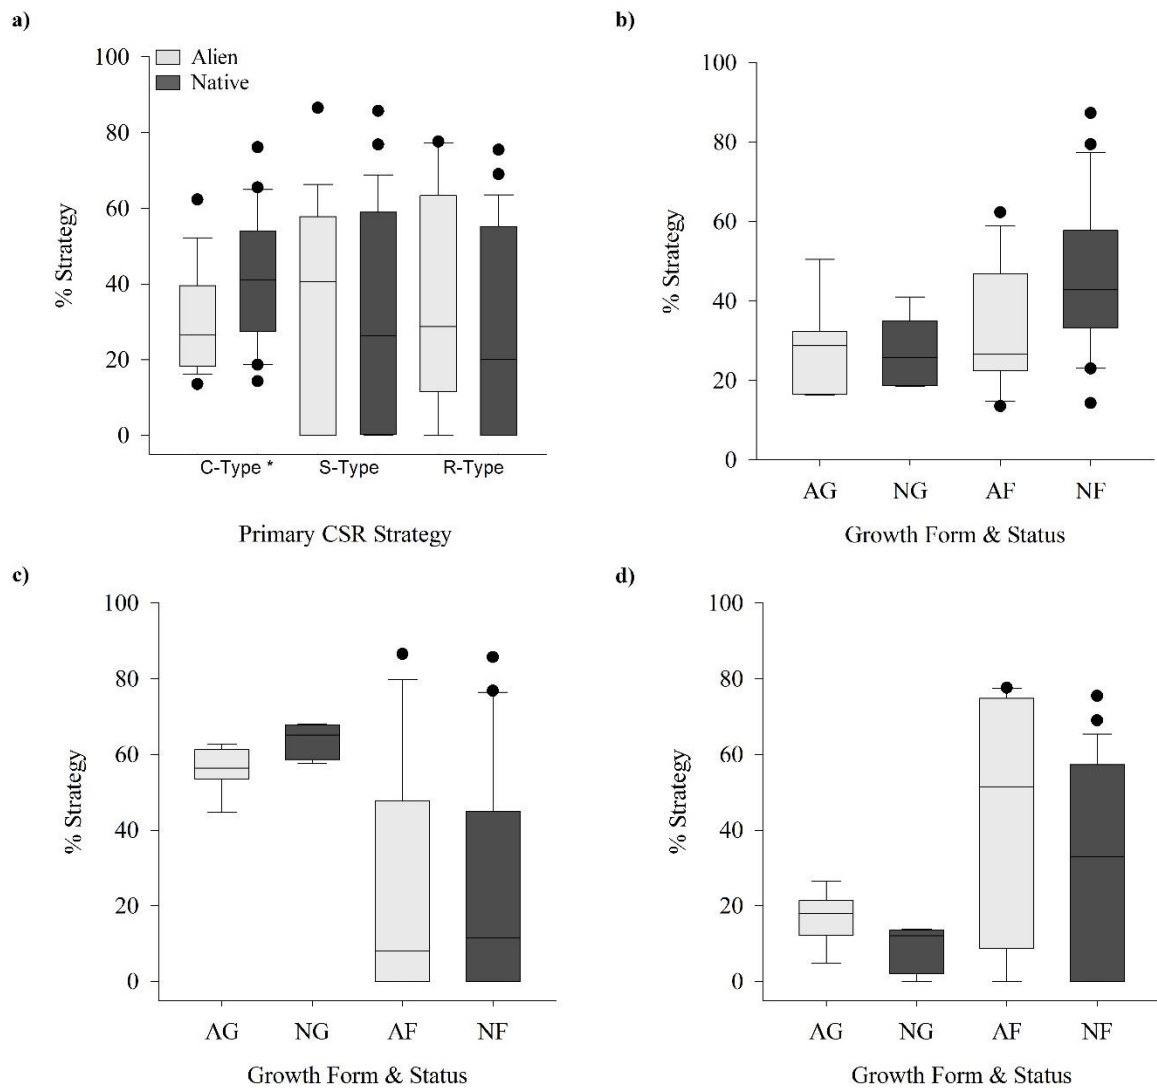 a)
100
80
60
40
20
0
% Strategy
Alien
Native
C-Type *
S-Type
R-Type
Primary CSR Strategy
b)
100
80
60
40
20
0
% Strategy
AG
NG
AF
NF
Growth Form & Status
c)
100
80
60
40
20
0
% Strategy
AG
NG
AF
NF
Growth Form & Status
d)
100
80
60
40
20
0
% Strategy
AG
NG
AF
NF
Growth Form & Status